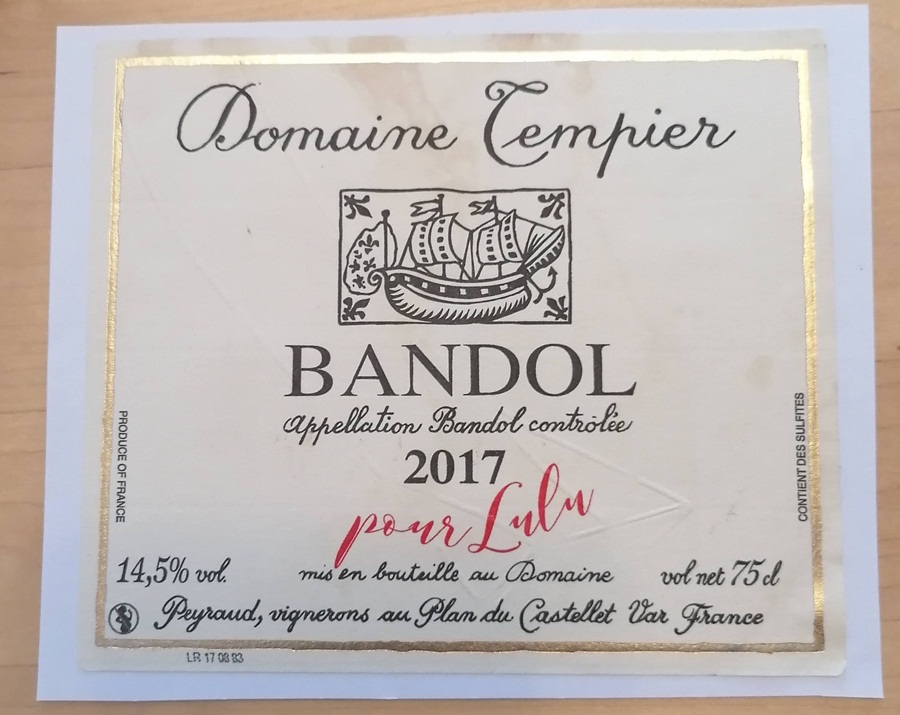 Domaine Tempier
BANDOL
Appellation Bandol contrôlée
2017
pour Lulu
PRODUCE OF FRANCE
CONTIENT DES SULFITES
14,5% vol.
mis en bouteille au Domaine
vol net 75 cl
Peyraud, vignerons au Plan du Castellet Var France
LR 17 08 83